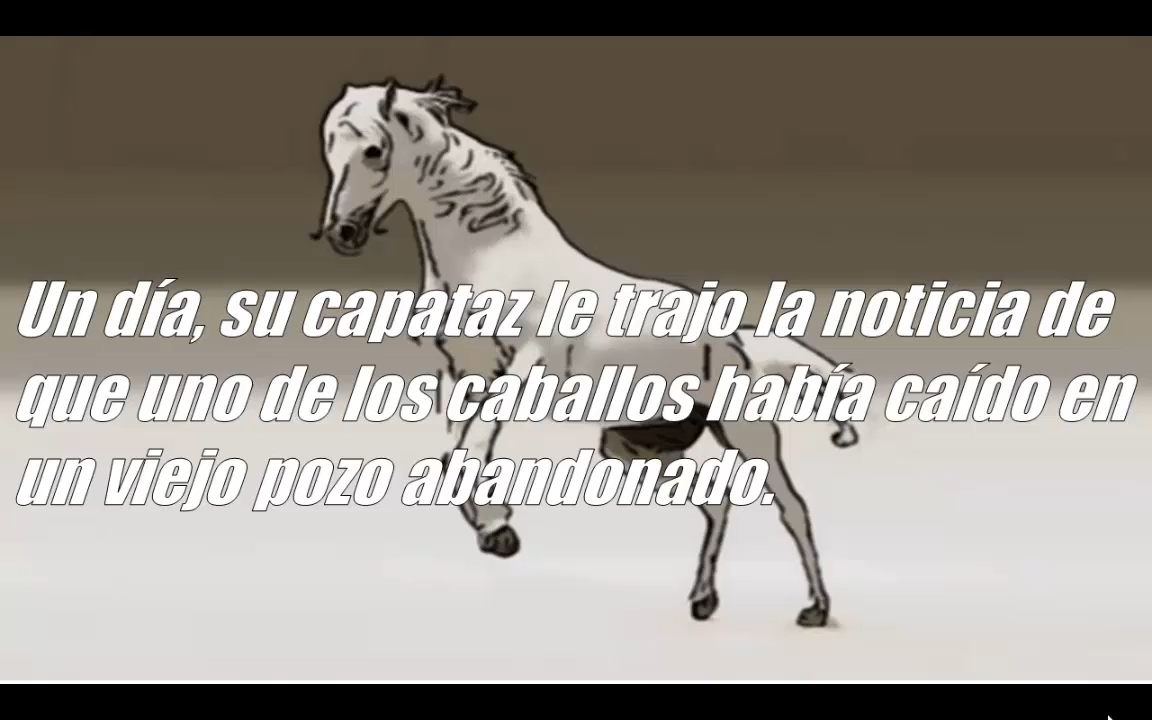 Un día, su capataz le trajo la noticia de
que uno de los caballos había caído en
un viejo pozo abandonado.